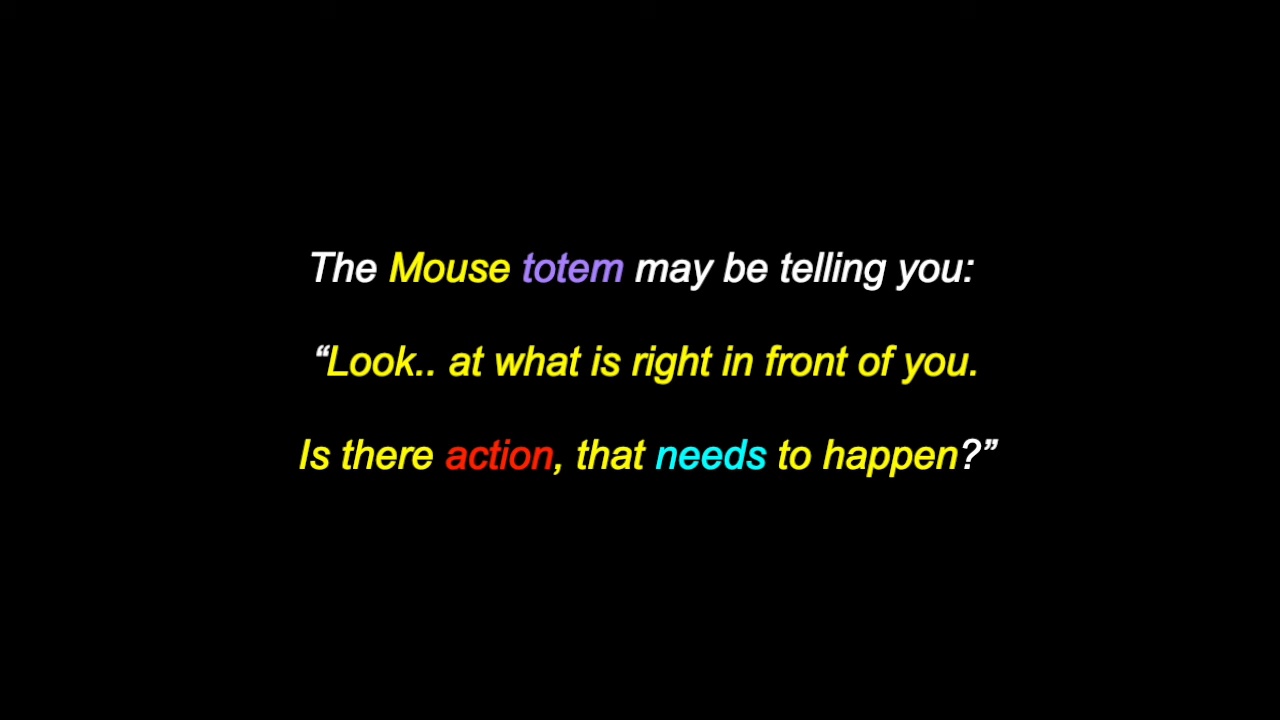 The Mouse totem may be telling you:
“Look.. at what is right in front of you.
Is there action, that needs to happen?”